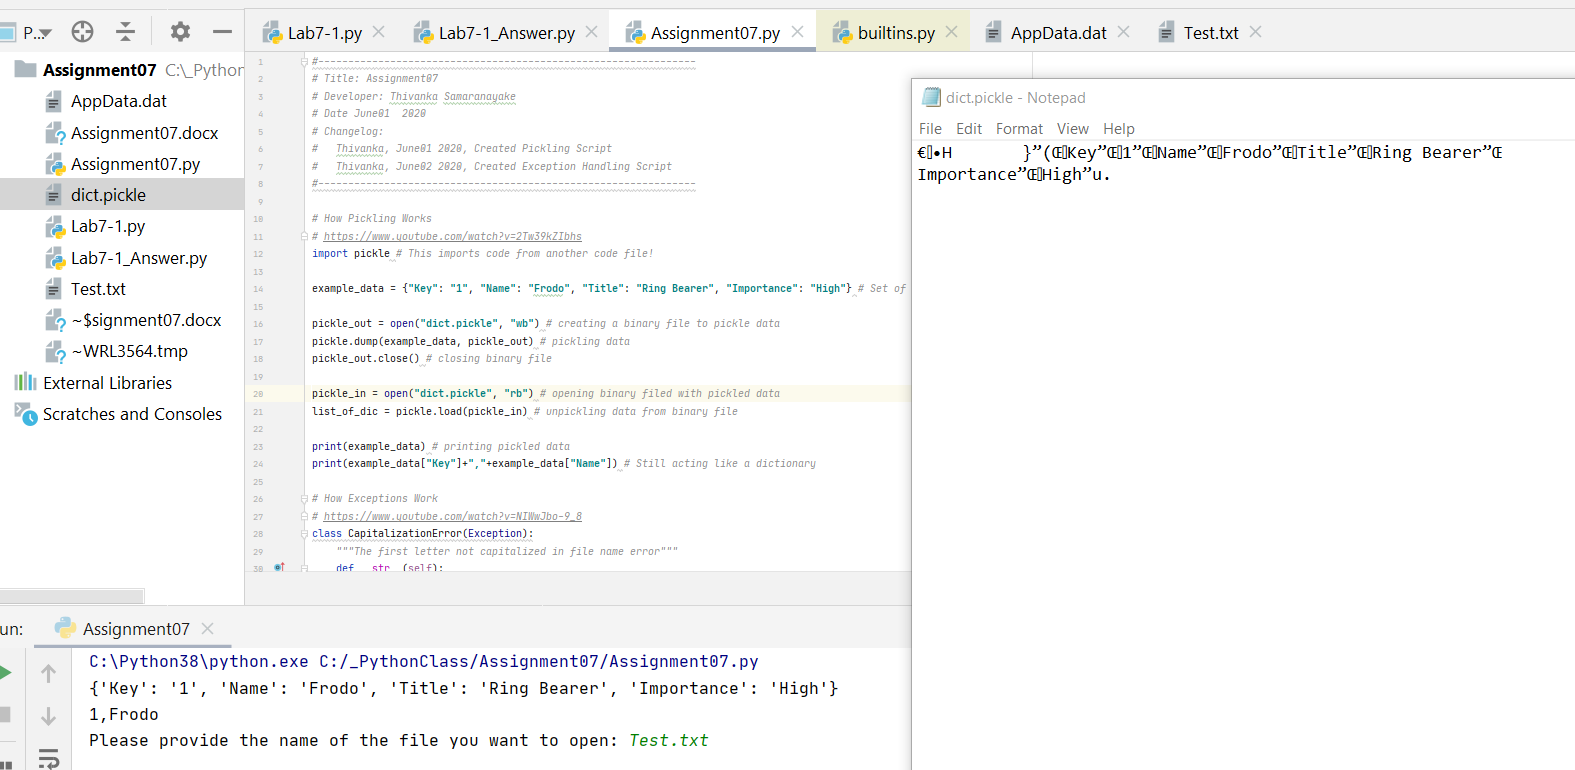 P...
Lab7-1.py
Lab7-1_Answer.py
Assignment07.py
builtins.py
AppData.dat
Test.txt
Assignment07 C:\_Python
AppData.dat
Assignment07.docx
Assignment07.py
dict.pickle
Lab7-1.py
Lab7-1_Answer.py
Test.txt
~$signment07.docx
~WRL3564.tmp
External Libraries
Scratches and Consoles
1 #---------------------------------------------------------------
2 # Title: Assignment07
3 # Developer: Thivanka Samaranayake
4 # Date June01  2020
5 # Changelog:
6 #   Thivanka, June01 2020, Created Pickling Script
7 #   Thivanka, June02 2020, Created Exception Handling Script
8 #---------------------------------------------------------------
9
10 # How Pickling Works
11 # https://www.youtube.com/watch?v=2Tw39kZIbhs
12 import pickle # This imports code from another code file!
13
14 example_data = {"Key": "1", "Name": "Frodo", "Title": "Ring Bearer", "Importance": "High"} # Set of
15
16 pickle_out = open("dict.pickle", "wb") # creating a binary file to pickle data
17 pickle.dump(example_data, pickle_out) # pickling data
18 pickle_out.close() # closing binary file
19
20 pickle_in = open("dict.pickle", "rb") # opening binary filed with pickled data
21 list_of_dic = pickle.load(pickle_in) # unpickling data from binary file
22
23 print(example_data) # printing pickled data
24 print(example_data["Key"]+","+example_data["Name"]) # Still acting like a dictionary
25
26 # How Exceptions Work
27 # https://www.youtube.com/watch?v=NIWwJbo-9_8
28 class CapitalizationError(Exception):
29     """The first letter not capitalized in file name error"""
30     def __str__(self):
dict.pickle - Notepad
File Edit Format View Help
€•H }”(ŒKey”Œ1”ŒName”ŒFrodo”ŒTitle”ŒRing Bearer”Œ
Importance”ŒHigh”u.
un:
Assignment07
C:\Python38\python.exe C:/_PythonClass/Assignment07/Assignment07.py
{'Key': '1', 'Name': 'Frodo', 'Title': 'Ring Bearer', 'Importance': 'High'}
1,Frodo
Please provide the name of the file you want to open: Test.txt